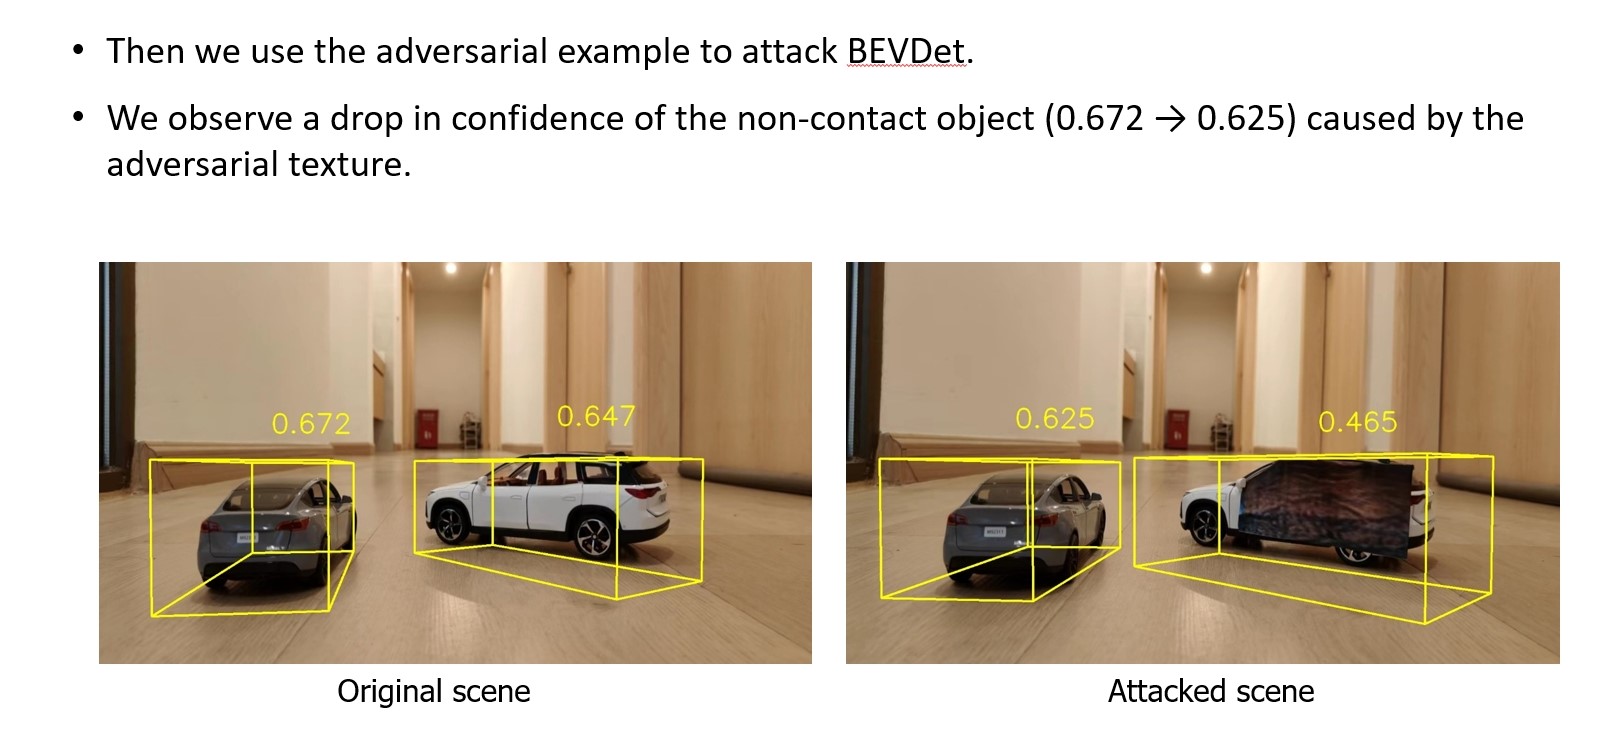 • Then we use the adversarial example to attack BEVDet.
• We observe a drop in confidence of the non-contact object (0.672 → 0.625) caused by the
adversarial texture.
0.672
0.647
0.625
0.465
Original scene
Attacked scene